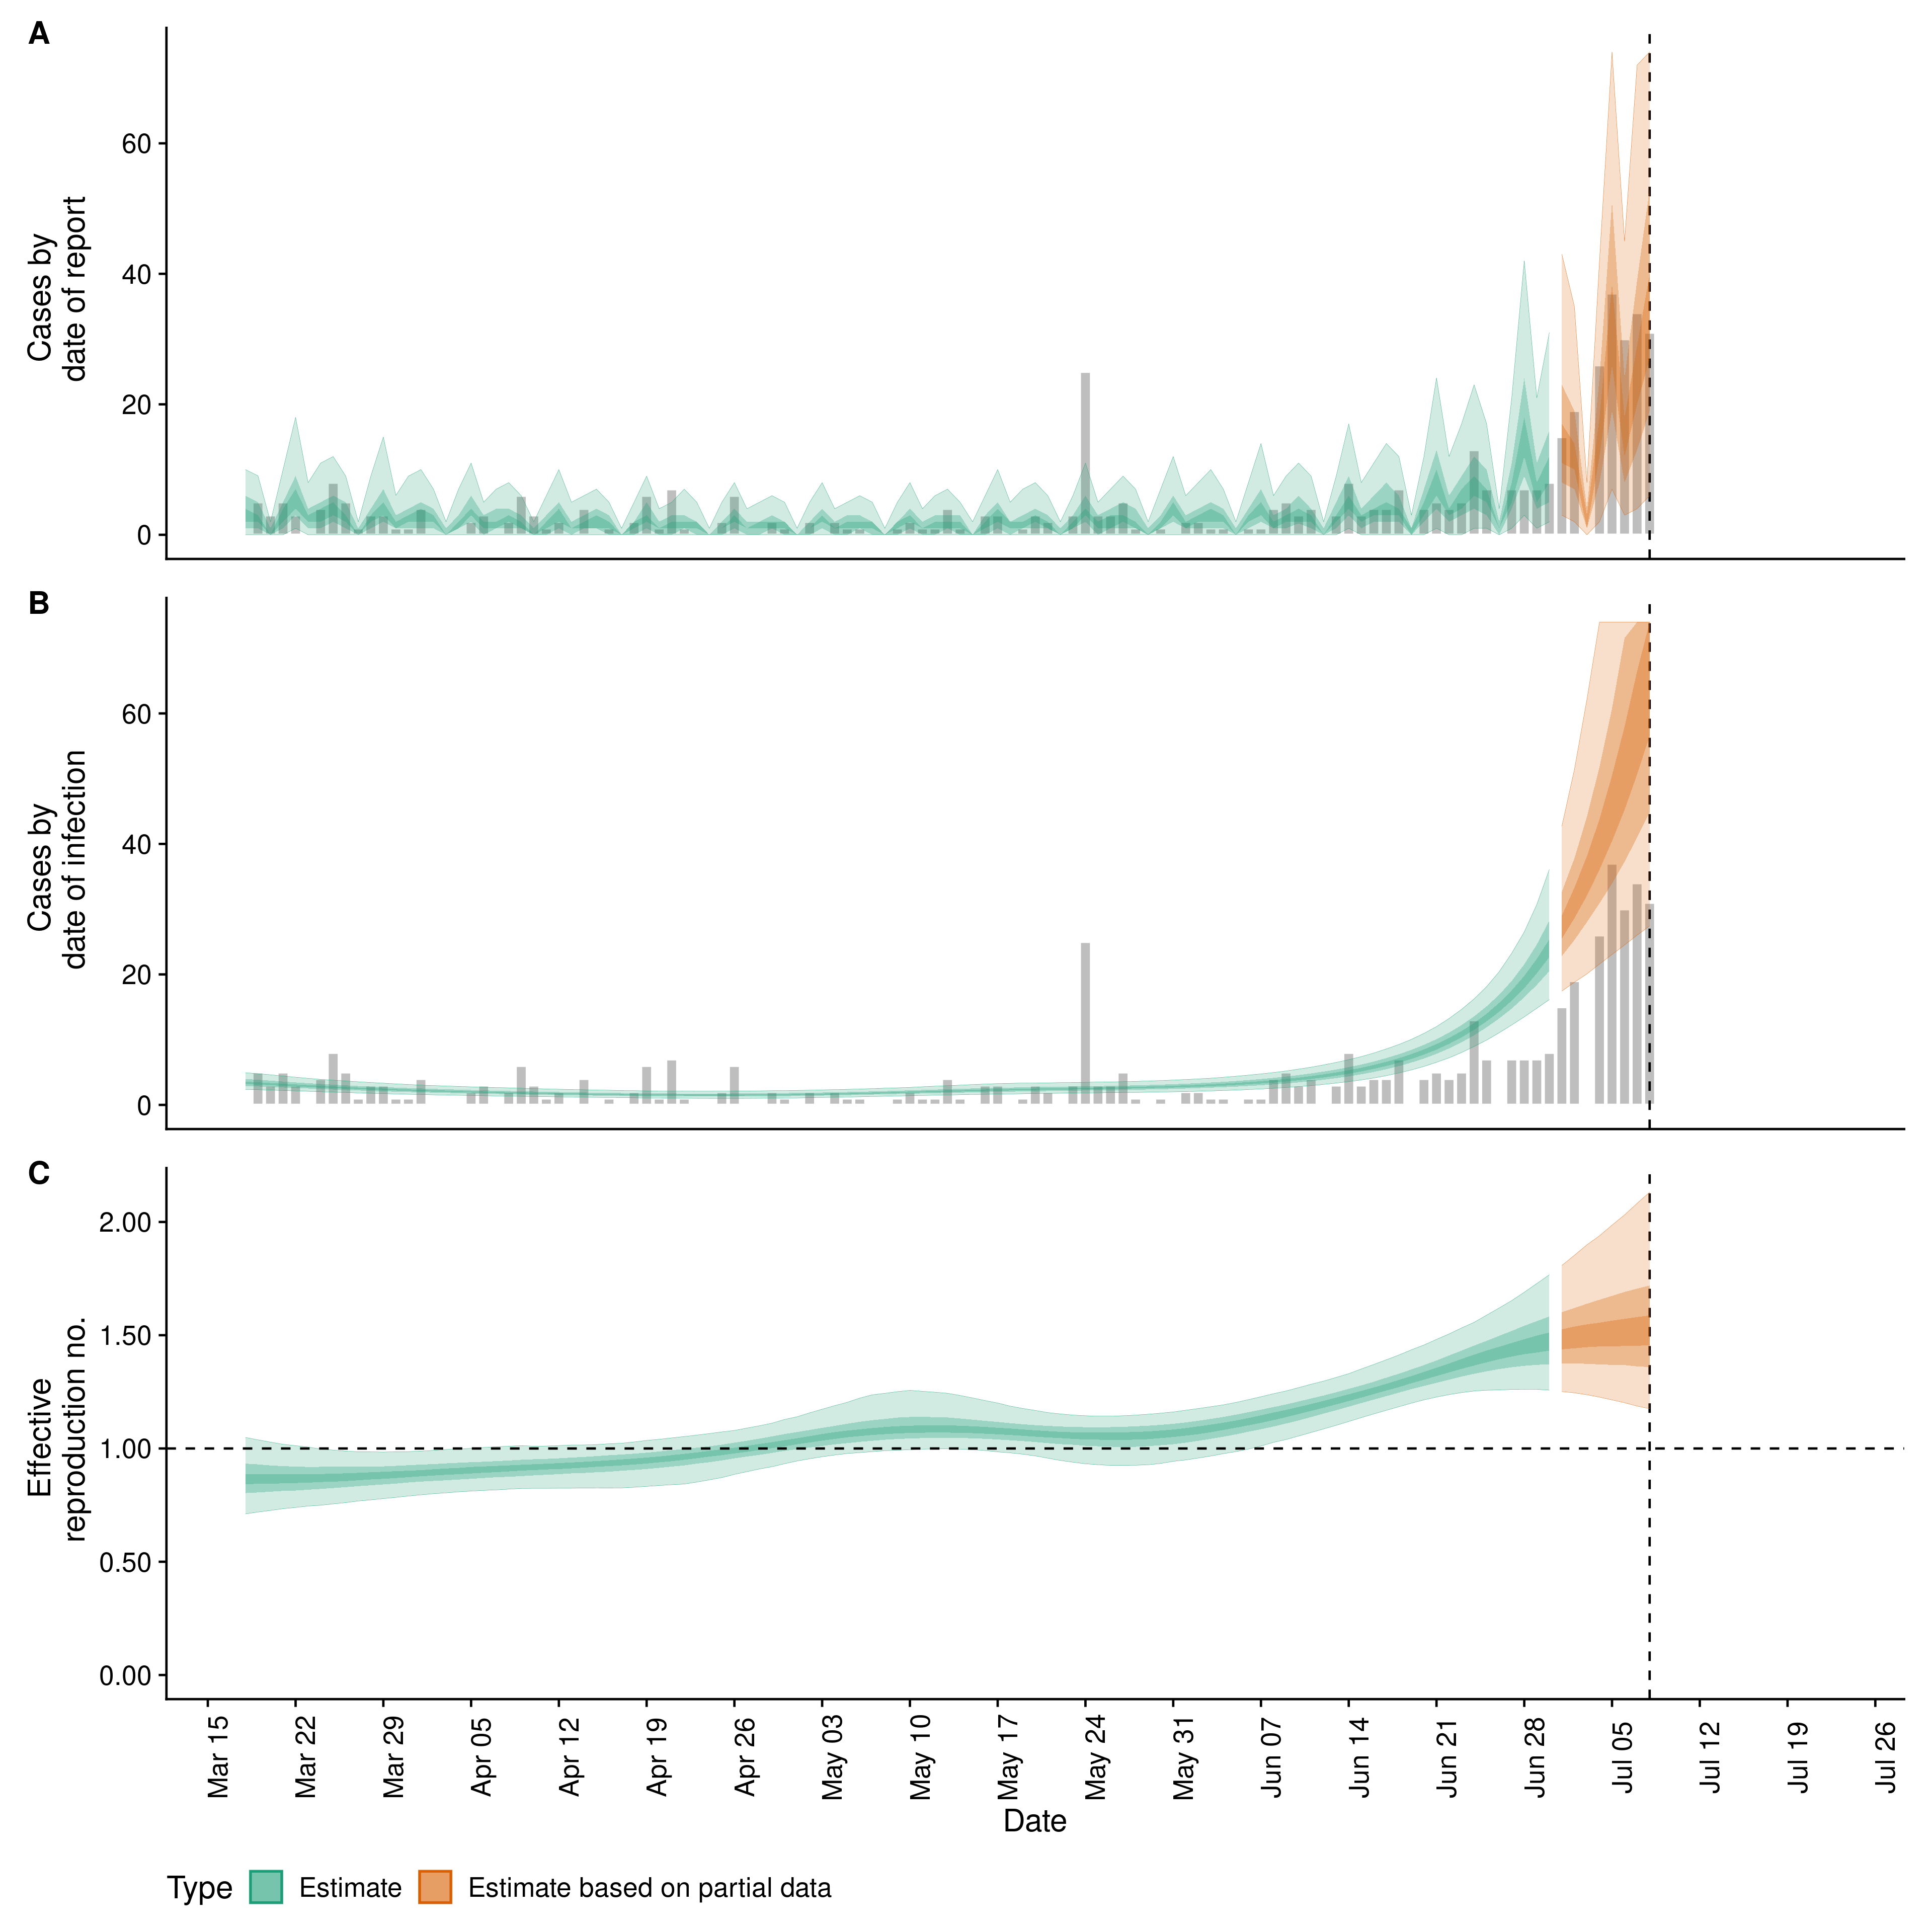 A
Cases by
date of report
60
40
20
0
B
Cases by
date of infection
60
40
20
0
C
Effective
reproduction no.
2.00
1.50
1.00
0.50
0.00
Mar 15
Mar 22
Mar 29
Apr 05
Apr 12
Apr 19
Apr 26
May 03
May 10
May 17
May 24
May 31
Jun 07
Jun 14
Jun 21
Jun 28
Jul 05
Jul 12
Jul 19
Jul 26
Date
Type Estimate Estimate based on partial data